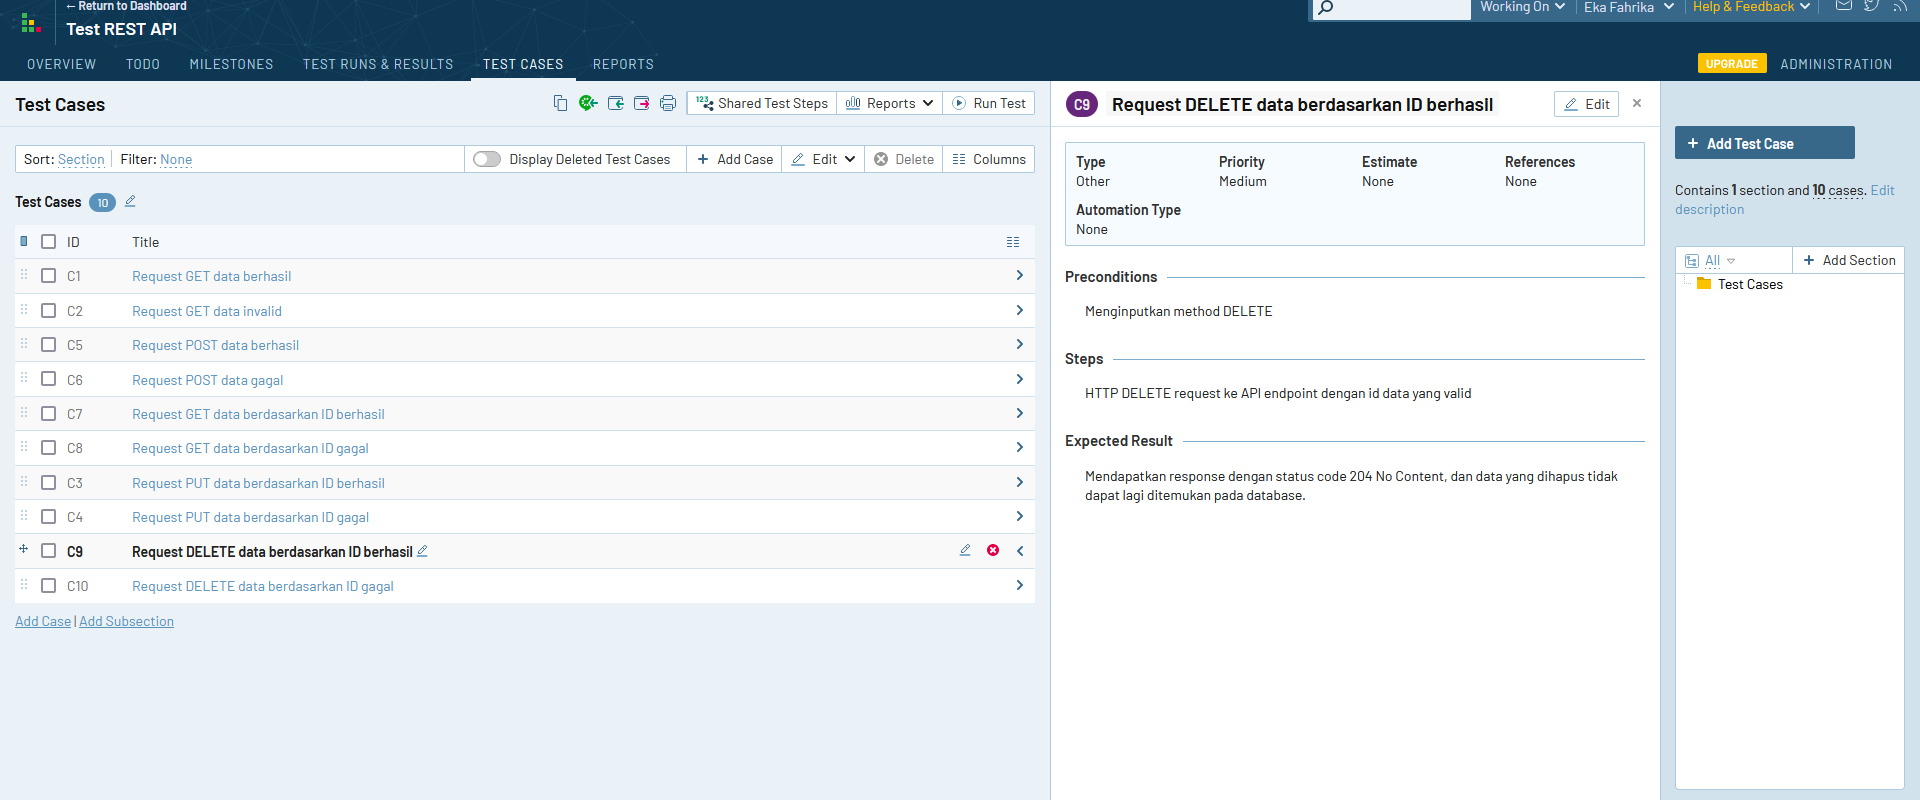 ← Return to Dashboard
Test REST API
Working On
Eka Fahrika
Help & Feedback
OVERVIEW
TODO
MILESTONES
TEST RUNS & RESULTS
TEST CASES
REPORTS
UPGRADE
ADMINISTRATION
Test Cases
123
Shared Test Steps
Reports
Run Test
Sort: Section
Filter: None
Display Deleted Test Cases
+ Add Case
Edit
Delete
Columns
Test Cases 10
ID Title
C1 Request GET data berhasil
C2 Request GET data invalid
C5 Request POST data berhasil
C6 Request POST data gagal
C7 Request GET data berdasarkan ID berhasil
C8 Request GET data berdasarkan ID gagal
C3 Request PUT data berdasarkan ID berhasil
C4 Request PUT data berdasarkan ID gagal
C9 Request DELETE data berdasarkan ID berhasil
C10 Request DELETE data berdasarkan ID gagal
Add Case | Add Subsection
C9 Request DELETE data berdasarkan ID berhasil
Edit
×
Type Priority Estimate References
Other Medium None None
Automation Type
None
Preconditions
Menginputkan method DELETE
Steps
HTTP DELETE request ke API endpoint dengan id data yang valid
Expected Result
Mendapatkan response dengan status code 204 No Content, dan data yang dihapus tidak
dapat lagi ditemukan pada database.
+ Add Test Case
Contains 1 section and 10 cases. Edit
description
All
+ Add Section
Test Cases